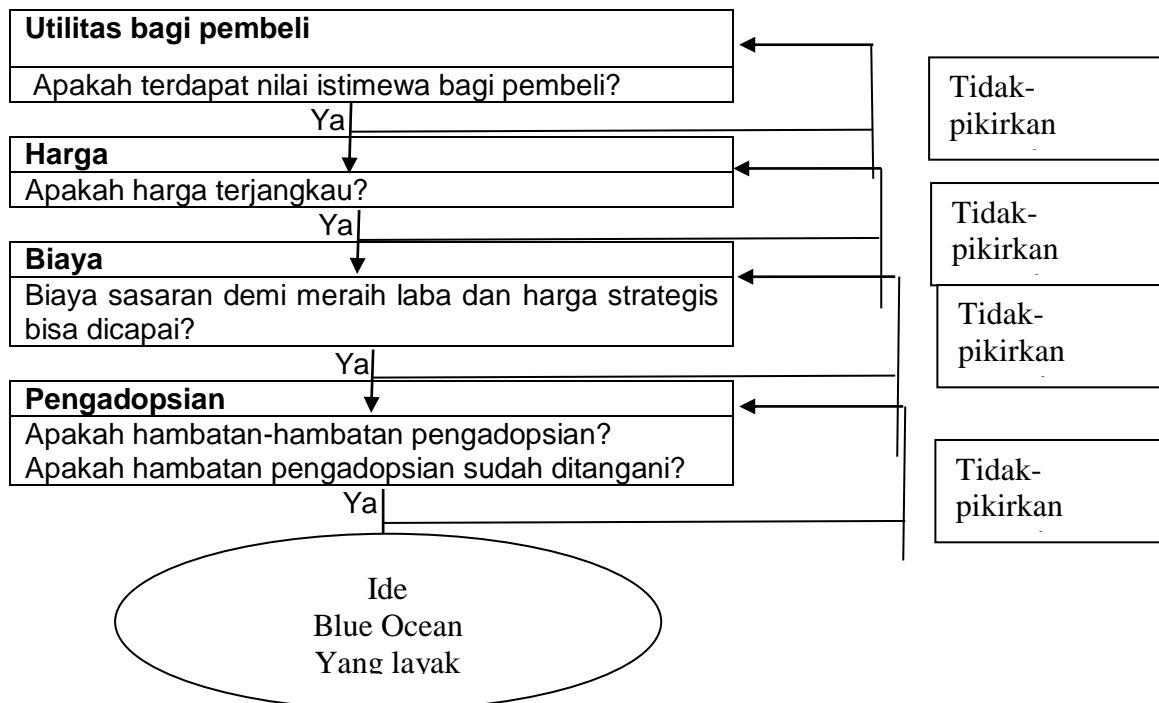 Utilitas bagi pembeli
Apakah terdapat nilai istimewa bagi pembeli?
Tidak-
pikirkan
Ya
Harga
Apakah harga terjangkau?
Tidak-
pikirkan
Ya
Biaya
Biaya sasaran demi meraih laba dan harga strategis
bisa dicapai?
Tidak-
pikirkan
Ya
Pengadopsian
Apakah hambatan-hambatan pengadopsian?
Apakah hambatan pengadopsian sudah ditangani?
Tidak-
pikirkan
Ya
Ide
Blue Ocean
Yang layak